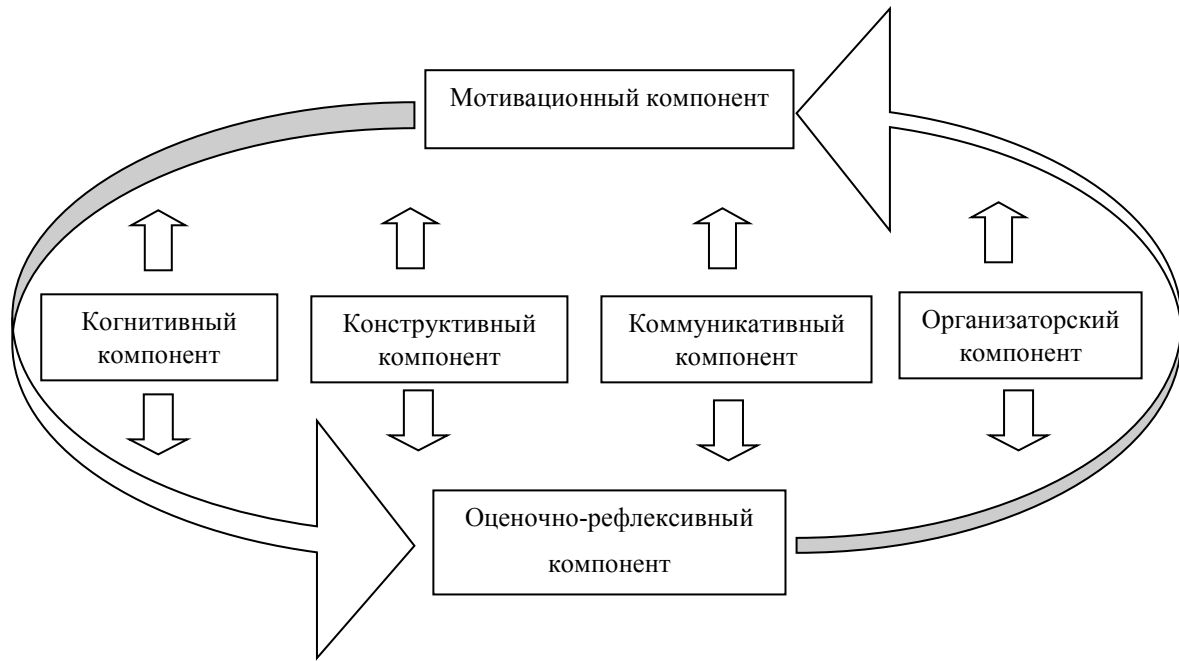 Мотивационный компонент
Когнитивный
компонент
Конструктивный
компонент
Коммуникативный
компонент
Организаторский
компонент
Оценочно-рефлексивный
компонент